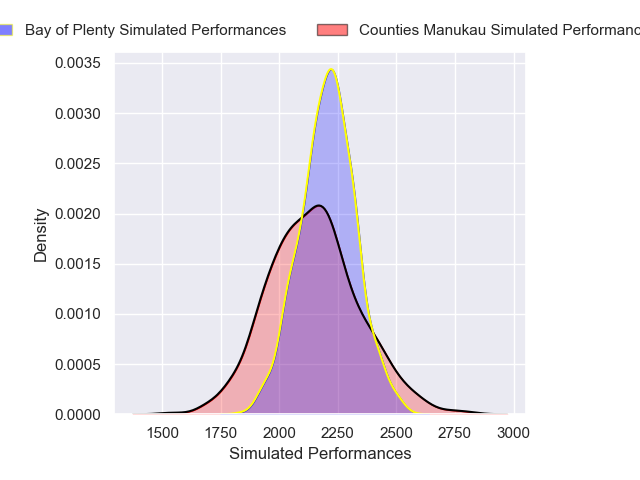 Bay of Plenty Simulated Performances
Counties Manukau Simulated
0.0035
0.0030
0.0025
0.0020
0.0015
0.0010
0.0005
0.0000
Density
1500 1750 2000 2250 2500 2750 3000
Simulated Performances